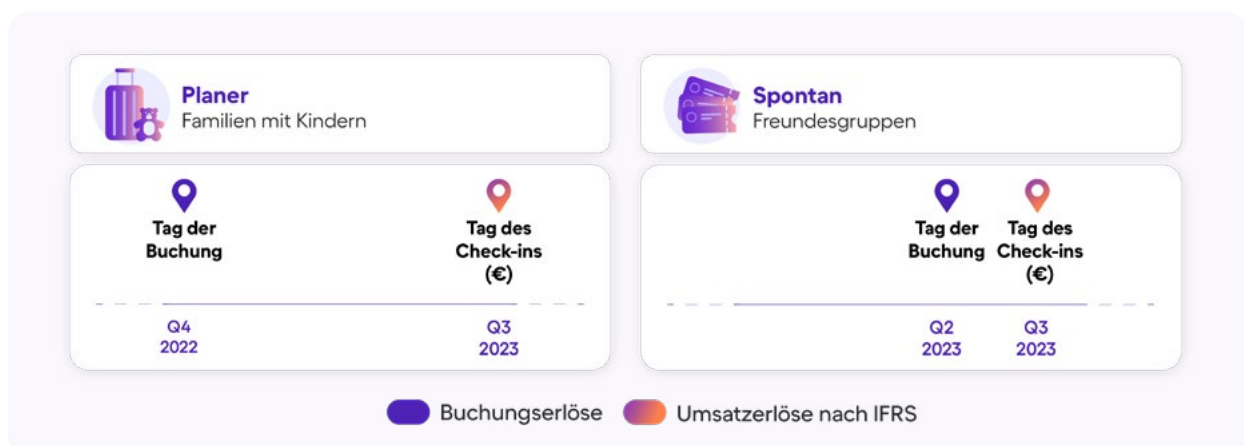 Planer
Familien mit Kindern
Spontan
Freundesgruppen
Tag der
Buchung
Tag des
Check-ins
(€)
Q4
2022
Q3
2023
Tag der
Buchung
Tag des
Check-ins
(€)
Q2
2023
Q3
2023
Buchungserlöse
Umsatzerlöse nach IFRS